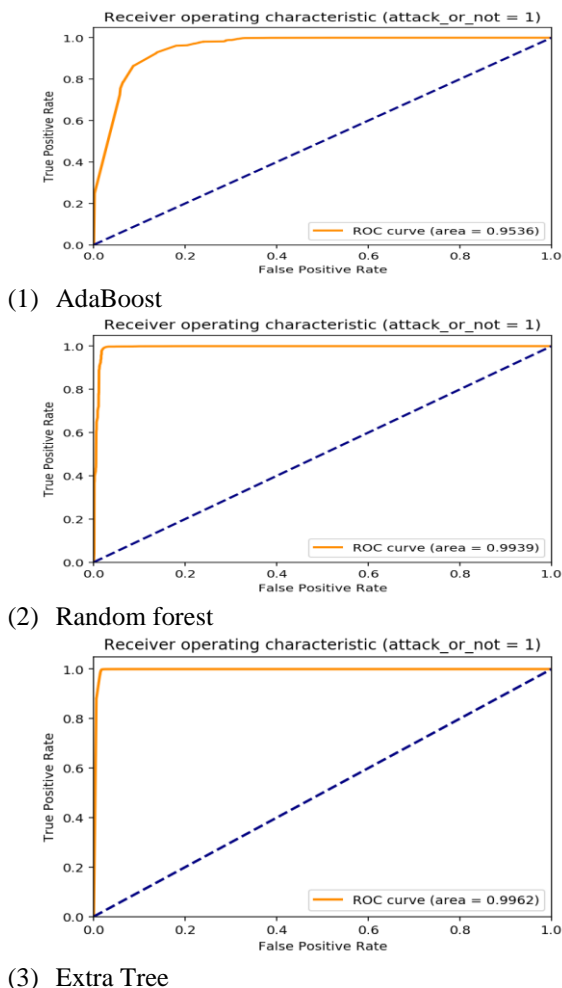 Receiver operating characteristic (attack_or_not = 1)
1.0
0.8
0.6
0.4
0.2
0.0
True Positive Rate
ROC curve (area = 0.9536)
0.0 0.2 0.4 0.6 0.8 1.0
False Positive Rate
(1) AdaBoost
Receiver operating characteristic (attack_or_not = 1)
1.0
0.8
0.6
0.4
0.2
0.0
True Positive Rate
ROC curve (area = 0.9939)
0.0 0.2 0.4 0.6 0.8 1.0
False Positive Rate
(2) Random forest
Receiver operating characteristic (attack_or_not = 1)
1.0
0.8
0.6
0.4
0.2
0.0
True Positive Rate
ROC curve (area = 0.9962)
0.0 0.2 0.4 0.6 0.8 1.0
False Positive Rate
(3) Extra Tree